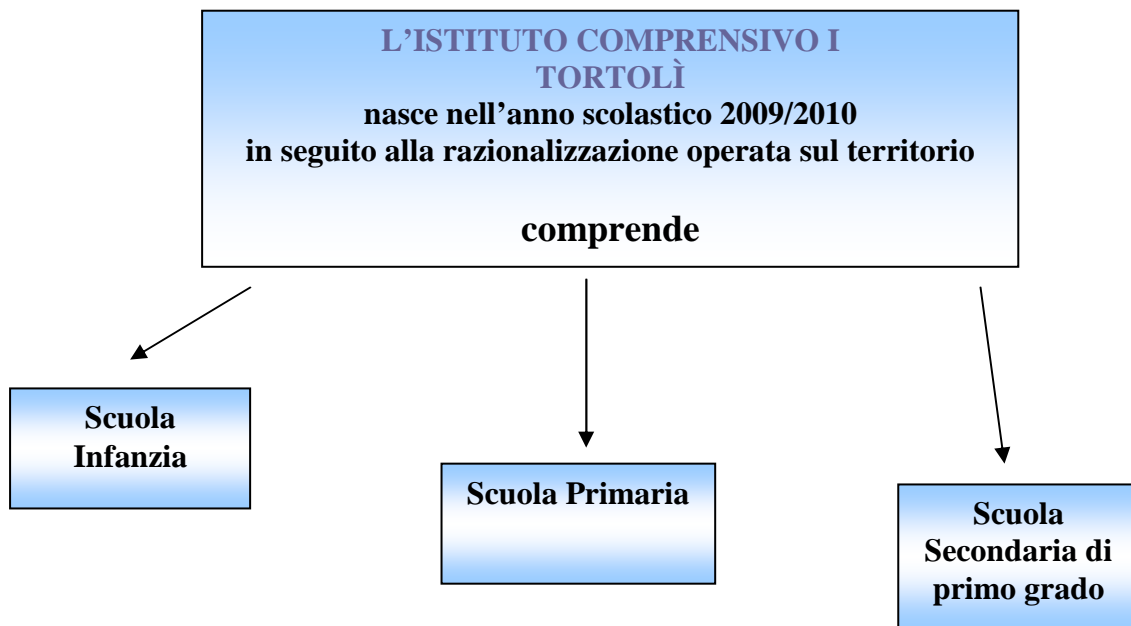 L’ISTITUTO COMPRENSIVO I
TORTOLÌ
nasce nell’anno scolastico 2009/2010
in seguito alla razionalizzazione operata sul territorio
comprende
Scuola
Infanzia
Scuola Primaria
Scuola
Secondaria di
primo grado